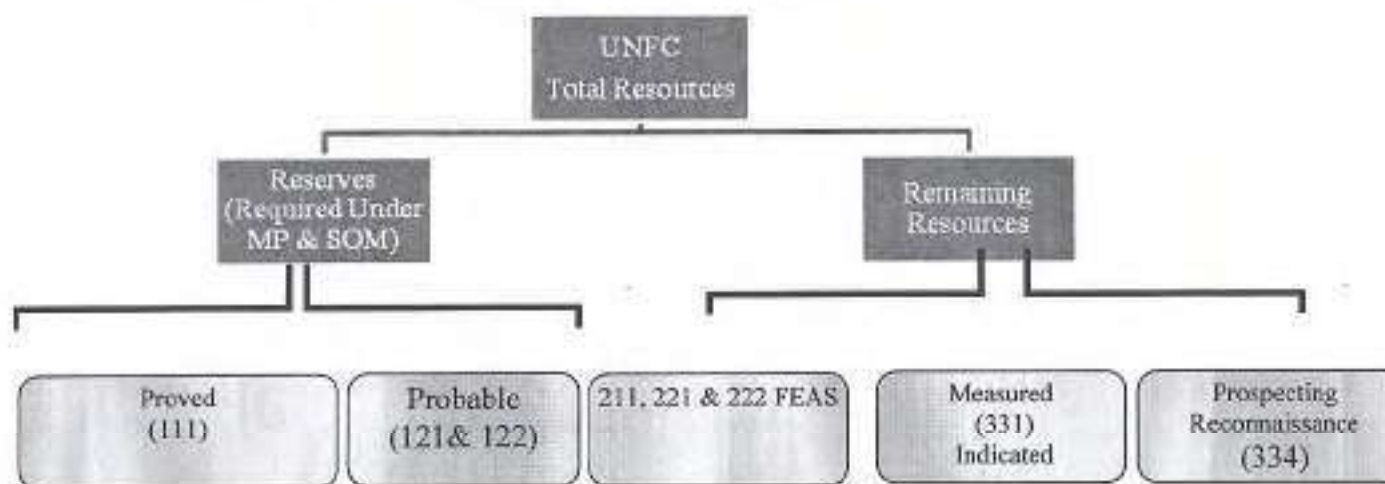 UNFC
Total Resources
Reserves
(Required Under
MP & SOM)
Remaining
Resources
Proved
(111)
Probable
(121& 122)
211, 221 & 222 FEAS
Measured
(331)
Indicated
Prospecting
Reconnaissance
(334)